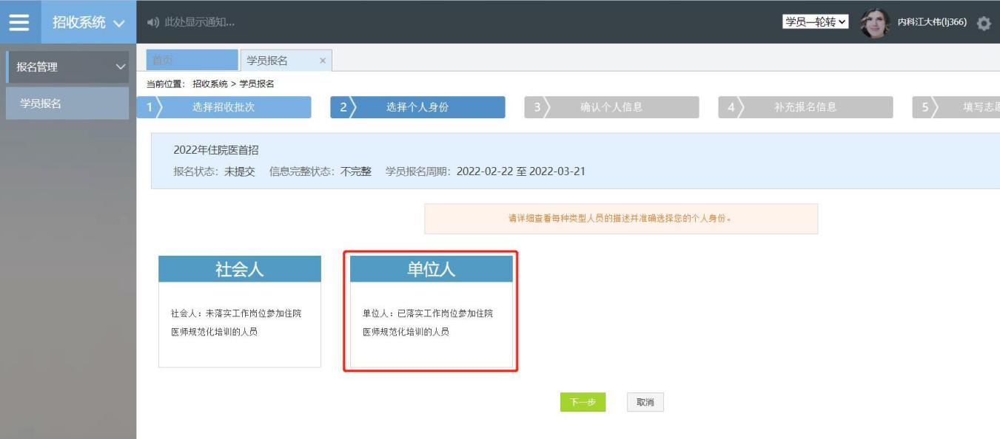 招收系统
此处显示通知...
学员—轮转
内科江大伟(lj366)
报名管理
学员报名
首页
学员报名 ×
当前位置： 招收系统 > 学员报名
1 选择招收批次
2 选择个人身份
3 确认个人信息
4 补充报名信息
5 填写志愿
2022年住院医首招
报名状态：未提交 信息完整状态：不完整 学员报名周期：2022-02-22 至 2022-03-21
请详细查看每种类型人员的描述并准确选择您的个人身份。
社会人
社会人：未落实工作岗位参加住院
医师规范化培训的人员
单位人
单位人：已落实工作岗位参加住院
医师规范化培训的人员
下一步
取消